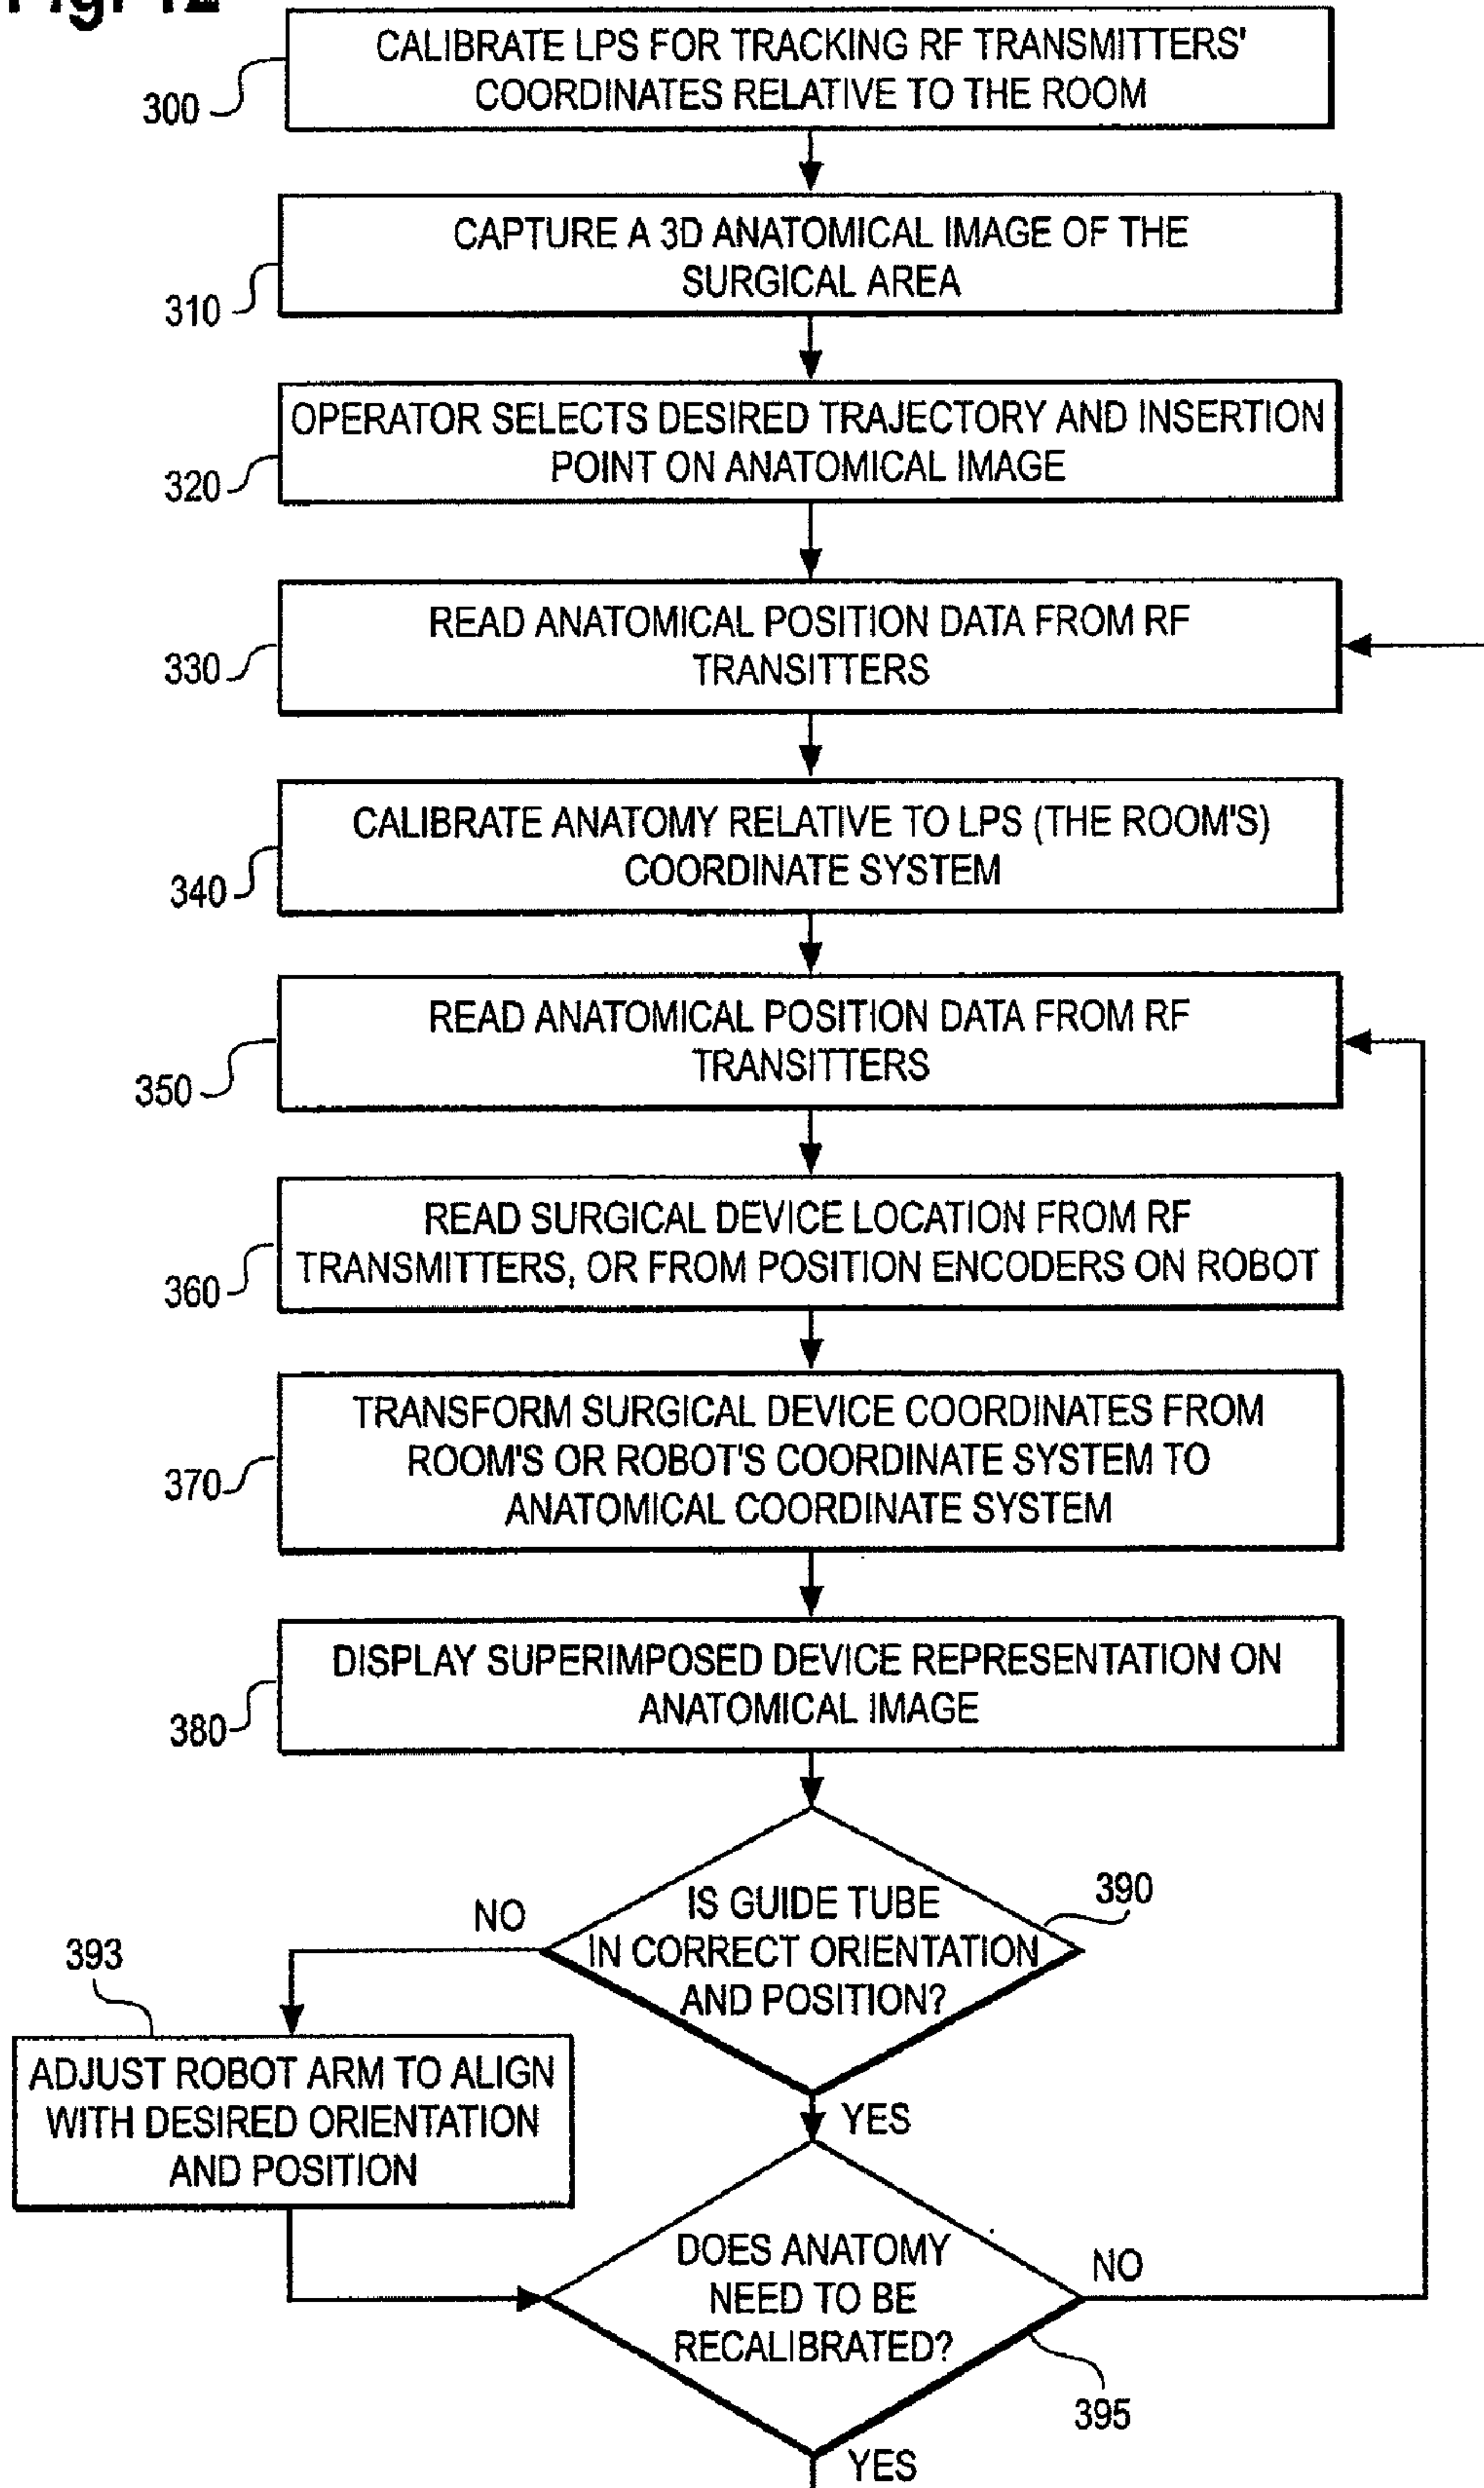 300
CALIBRATE LPS FOR TRACKING RF TRANSMITTERS'
COORDINATES RELATIVE TO THE ROOM
310
CAPTURE A 3D ANATOMICAL IMAGE OF THE
SURGICAL AREA
320
OPERATOR SELECTS DESIRED TRAJECTORY AND INSERTION
POINT ON ANATOMICAL IMAGE
330
READ ANATOMICAL POSITION DATA FROM RF
TRANSITTERS
340
CALIBRATE ANATOMY RELATIVE TO LPS (THE ROOM'S)
COORDINATE SYSTEM
350
READ ANATOMICAL POSITION DATA FROM RF
TRANSITTERS
360
READ SURGICAL DEVICE LOCATION FROM RF
TRANSMITTERS, OR FROM POSITION ENCODERS ON ROBOT
370
TRANSFORM SURGICAL DEVICE COORDINATES FROM
ROOM'S OR ROBOT'S COORDINATE SYSTEM TO
ANATOMICAL COORDINATE SYSTEM
380
DISPLAY SUPERIMPOSED DEVICE REPRESENTATION ON
ANATOMICAL IMAGE
390
IS GUIDE TUBE
IN CORRECT ORIENTATION
AND POSITION?
NO
393
ADJUST ROBOT ARM TO ALIGN
WITH DESIRED ORIENTATION
AND POSITION
YES
DOES ANATOMY
NEED TO BE
RECALIBRATED?
NO
395
YES